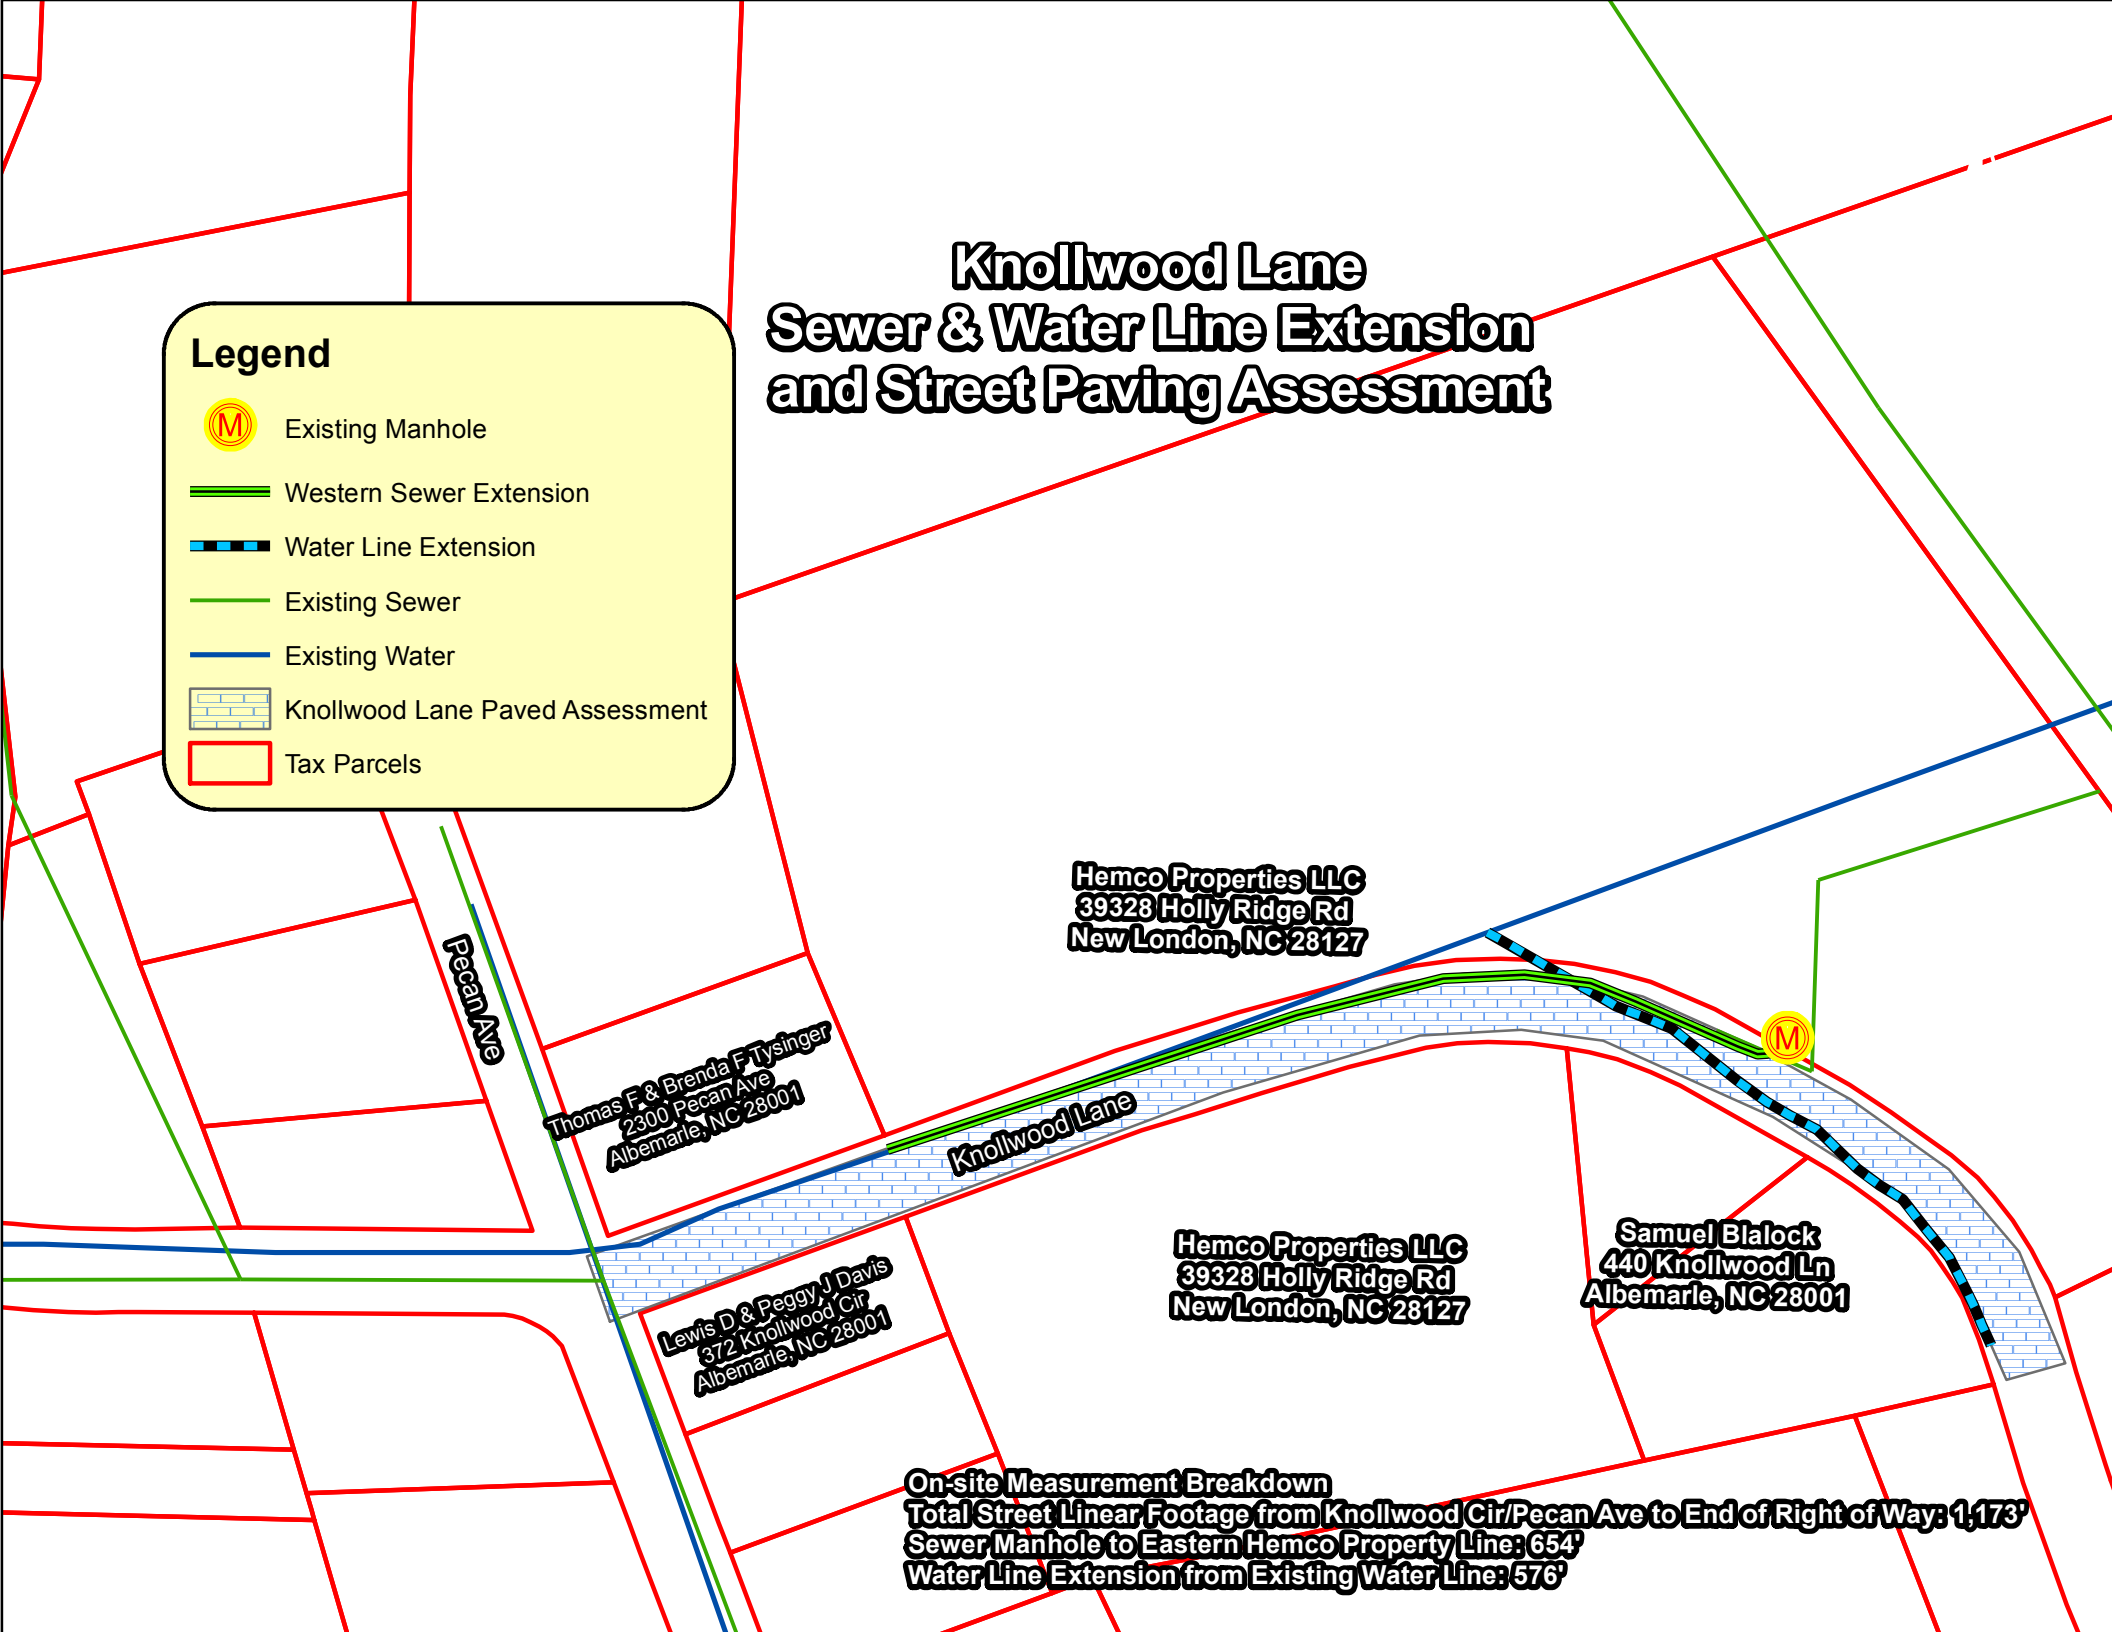 Knollwood Lane
Sewer & Water Line Extension
and Street Paving Assessment
Legend
M
Existing Manhole
Western Sewer Extension
Water Line Extension
Existing Sewer
Existing Water
Knollwood Lane Paved Assessment
Tax Parcels
Hemco Properties LLC
39328 Holly Ridge Rd
New London, NC 28127
Pecan Ave
Thomas F & Brenda F Tysinger
2300 Pecan Ave
Albemarle, NC 28001
M
Knollwood Lane
Hemco Properties LLC
39328 Holly Ridge Rd
New London, NC 28127
Samuel Blalock
440 Knollwood Ln
Albemarle, NC 28001
Lewis D & Peggy J Davis
372 Knollwood Cir
Albemarle, NC 28001
On-site Measurement Breakdown
Total Street Linear Footage from Knollwood Cir/Pecan Ave to End of Right of Way: 1,173'
Sewer Manhole to Eastern Hemco Property Line: 654'
Water Line Extension from Existing Water Line: 576'